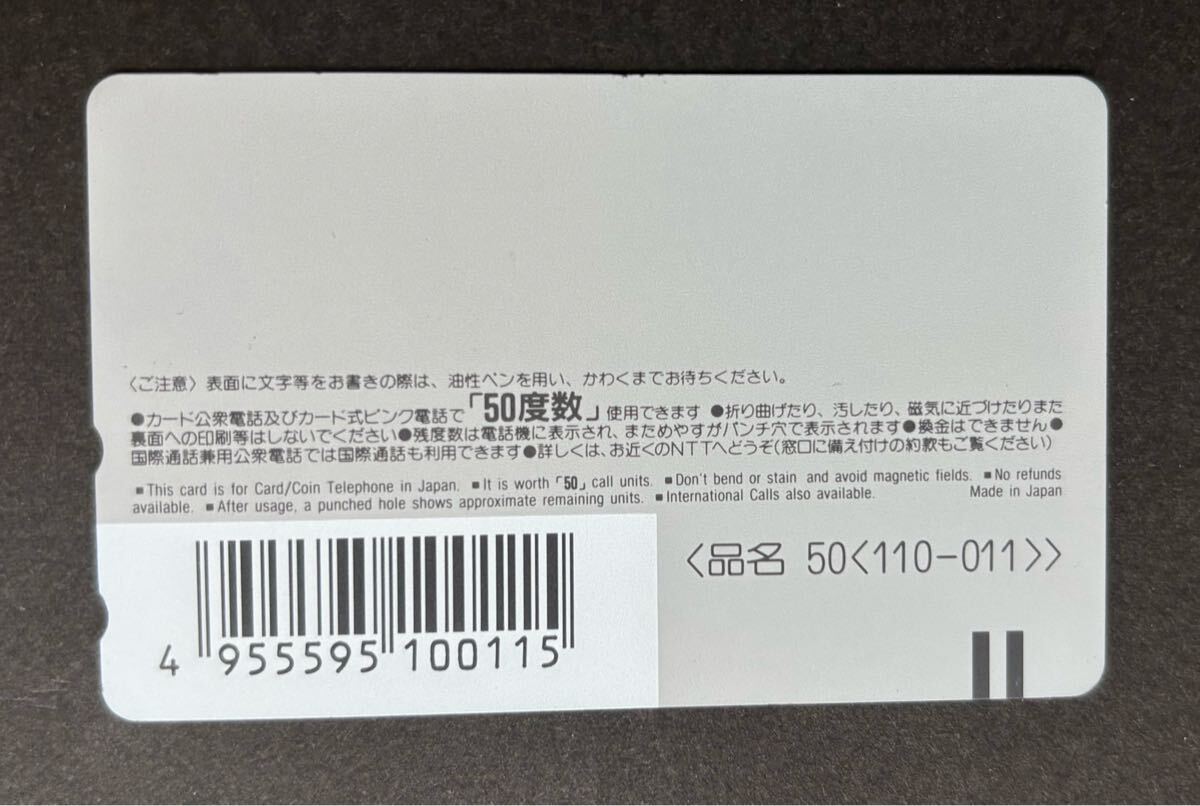 〈ご注意〉表面に文字等をお書きの際は、油性ペンを用い、かわくまでお待ちください。
●カード公衆電話及びカード式ピンク電話で「50度数」使用できます ●折り曲げたり、汚したり、磁気に近づけたりまた
裏面への印刷等はしないでください●残度数は電話機に表示され、まためやすがパンチ穴で表示されます●換金はできません●
国際通話兼用公衆電話では国際通話も利用できます●詳しくは、お近くのNTTへどうぞ(窓口に備え付けの約款もご覧ください)
■This card is for Card/Coin Telephone in Japan. ■It is worth「50」call units. ■Don't bend or stain and avoid magnetic fields. ■No refunds
available. ■After usage, a punched hole shows approximate remaining units. ■International Calls also available. Made in Japan
〈品名 50〈110-011〉〉
4 955595 100115